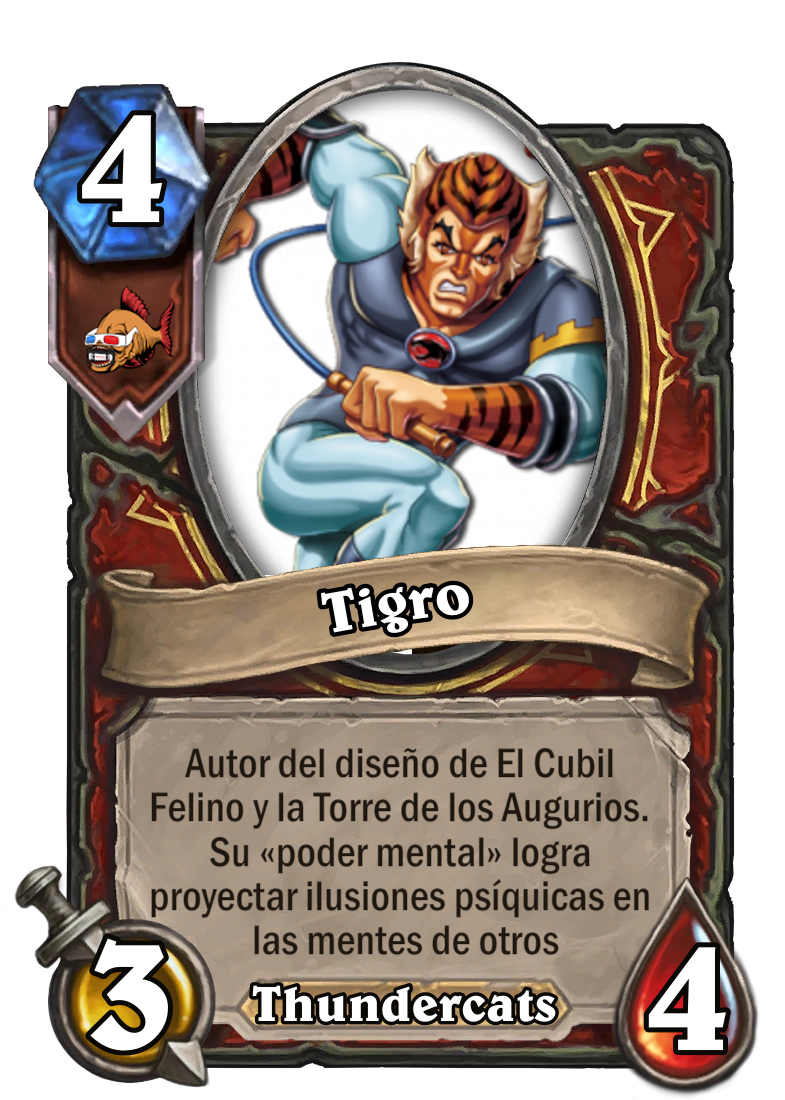 4
Tigro
Autor del diseño de El Cubil
Felino y la Torre de los Augurios.
Su «poder mental» logra
proyectar ilusiones psíquicas en
las mentes de otros
3
Thundercats
4